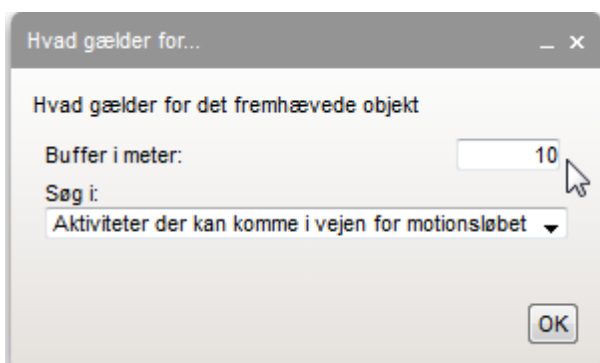 Hvad gælder for...
Hvad gælder for det fremhævede objekt
Buffer i meter: 10
Søg i:
Aktiviteter der kan komme i vejen for motionsløbet
OK